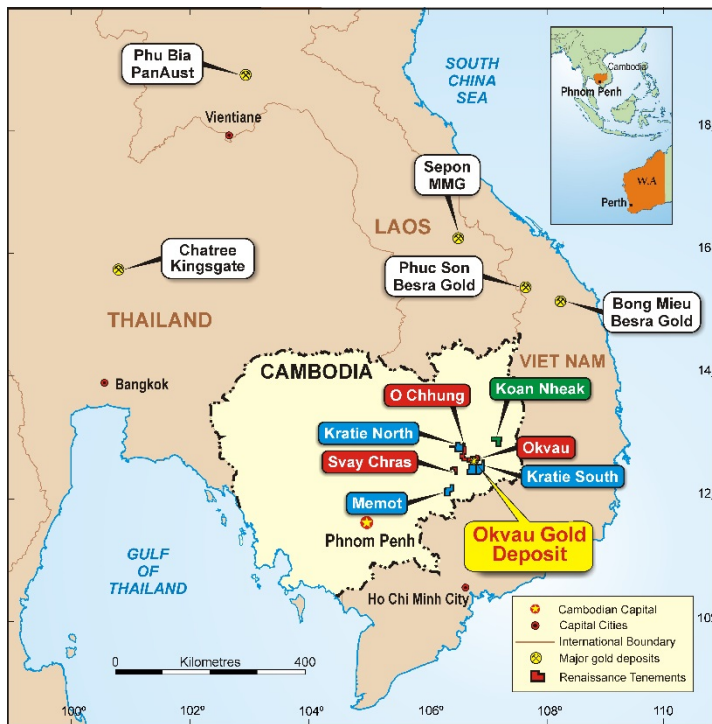 Phu Bia
PanAust
Vientiane
SOUTH
CHINA
SEA
Cambodia
Phnom Penh
W.A
Perth
18°
Sepon
MMG
LAOS
16°
Chatree
Kingsgate
Phuc Son
Besra Gold
Bong Mieu
Besra Gold
THAILAND
VIET NAM
14°
Bangkok
CAMBODIA
O Chhung
Koan Nheak
Kratie North
Okvau
Svay Chras
Kratie South
Memot
12°
Phnom Penh
Okvau Gold
Deposit
GULF
OF
THAILAND
Ho Chi Minh City
10°
Cambodian Capital
Capital Cities
International Boundary
Major gold deposits
Renaissance Tenements
0 Kilometres 400
100° 102° 104° 106° 108° 110